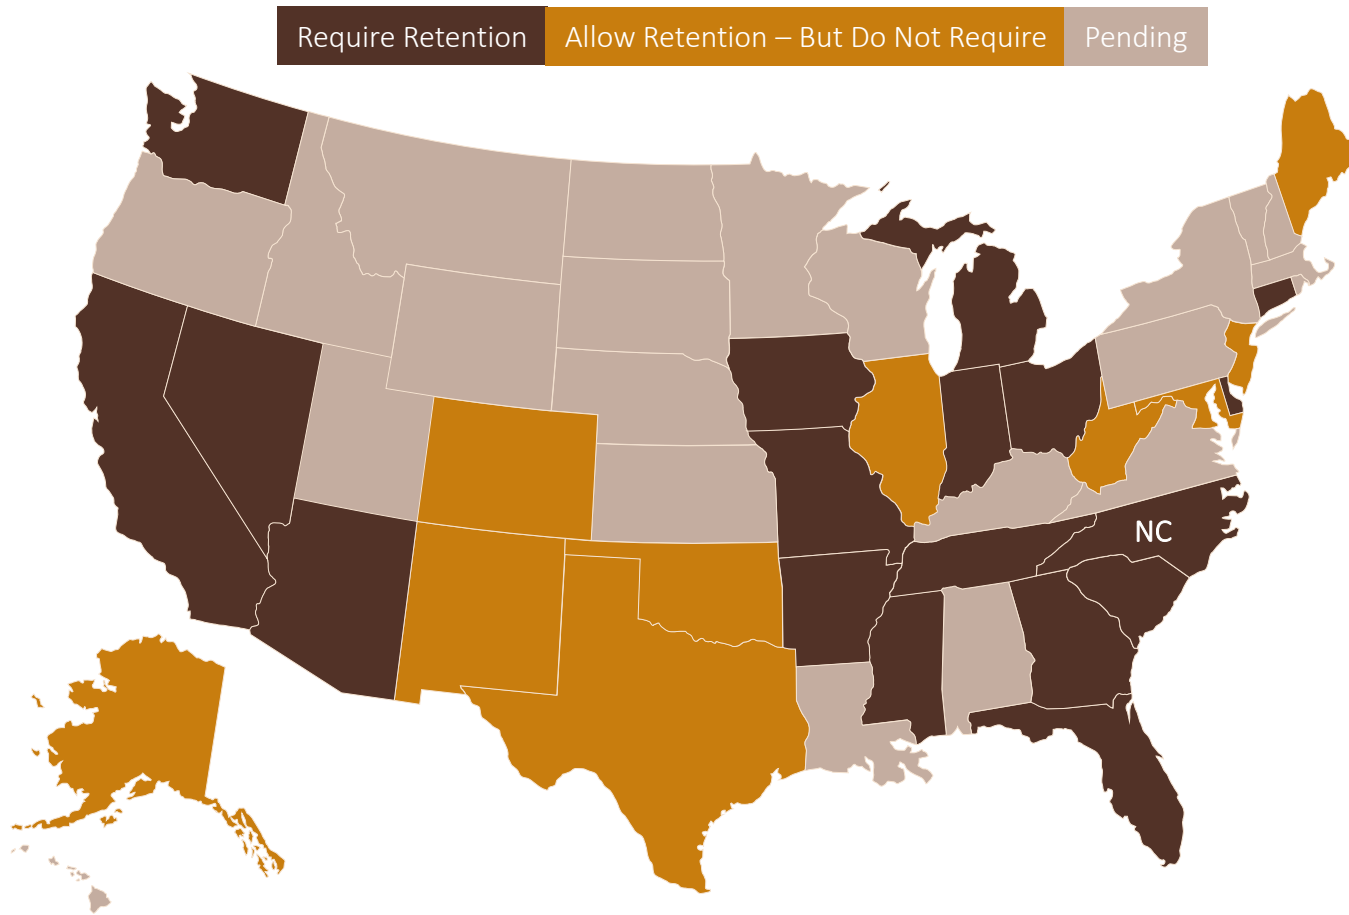 Require Retention
Allow Retention – But Do Not Require
Pending
NC